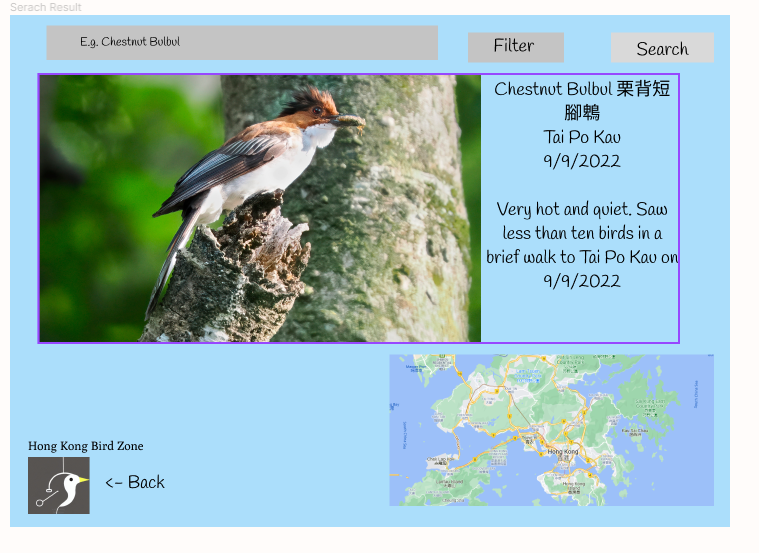 Serach Result
E.g. Chestnut Bulbul
Filter
Search
Chestnut Bulbul 栗背短
腳鵯
Tai Po Kau
9/9/2022
Very hot and quiet. Saw
less than ten birds in a
brief walk to Tai Po Kau on
9/9/2022
Hong Kong
Hong Kong Bird Zone
<- Back